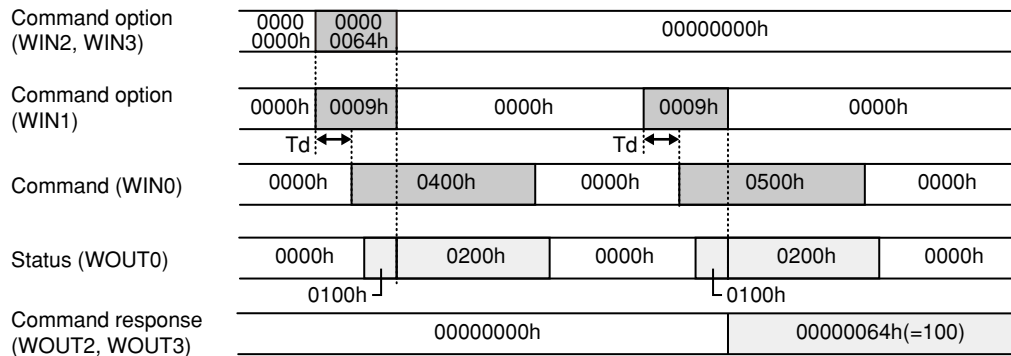 Command option
(WIN2, WIN3)
0000
0000h
0000
0064h
00000000h
Command option
(WIN1)
0000h
0009h
0000h
0009h
0000h
Td
Td
Command (WIN0)
0000h
0400h
0000h
0500h
0000h
Status (WOUT0)
0000h
0200h
0000h
0200h
0000h
0100h
0100h
Command response
(WOUT2, WOUT3)
00000000h
00000064h(=100)